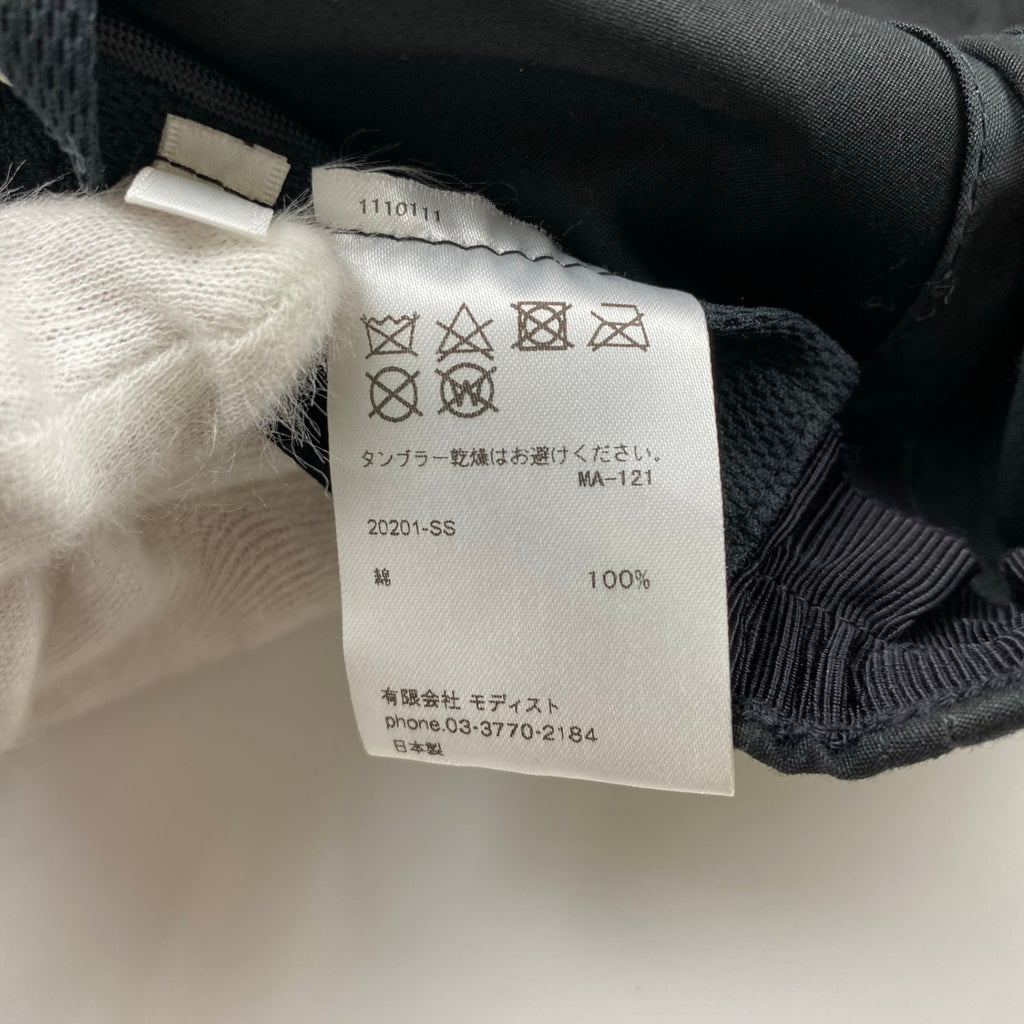 1110111
W
タンブラー乾燥はお避けください。
MA-121
20201-SS
綿 100%
有限会社 モディスト
phone.03-3770-2184
日本製